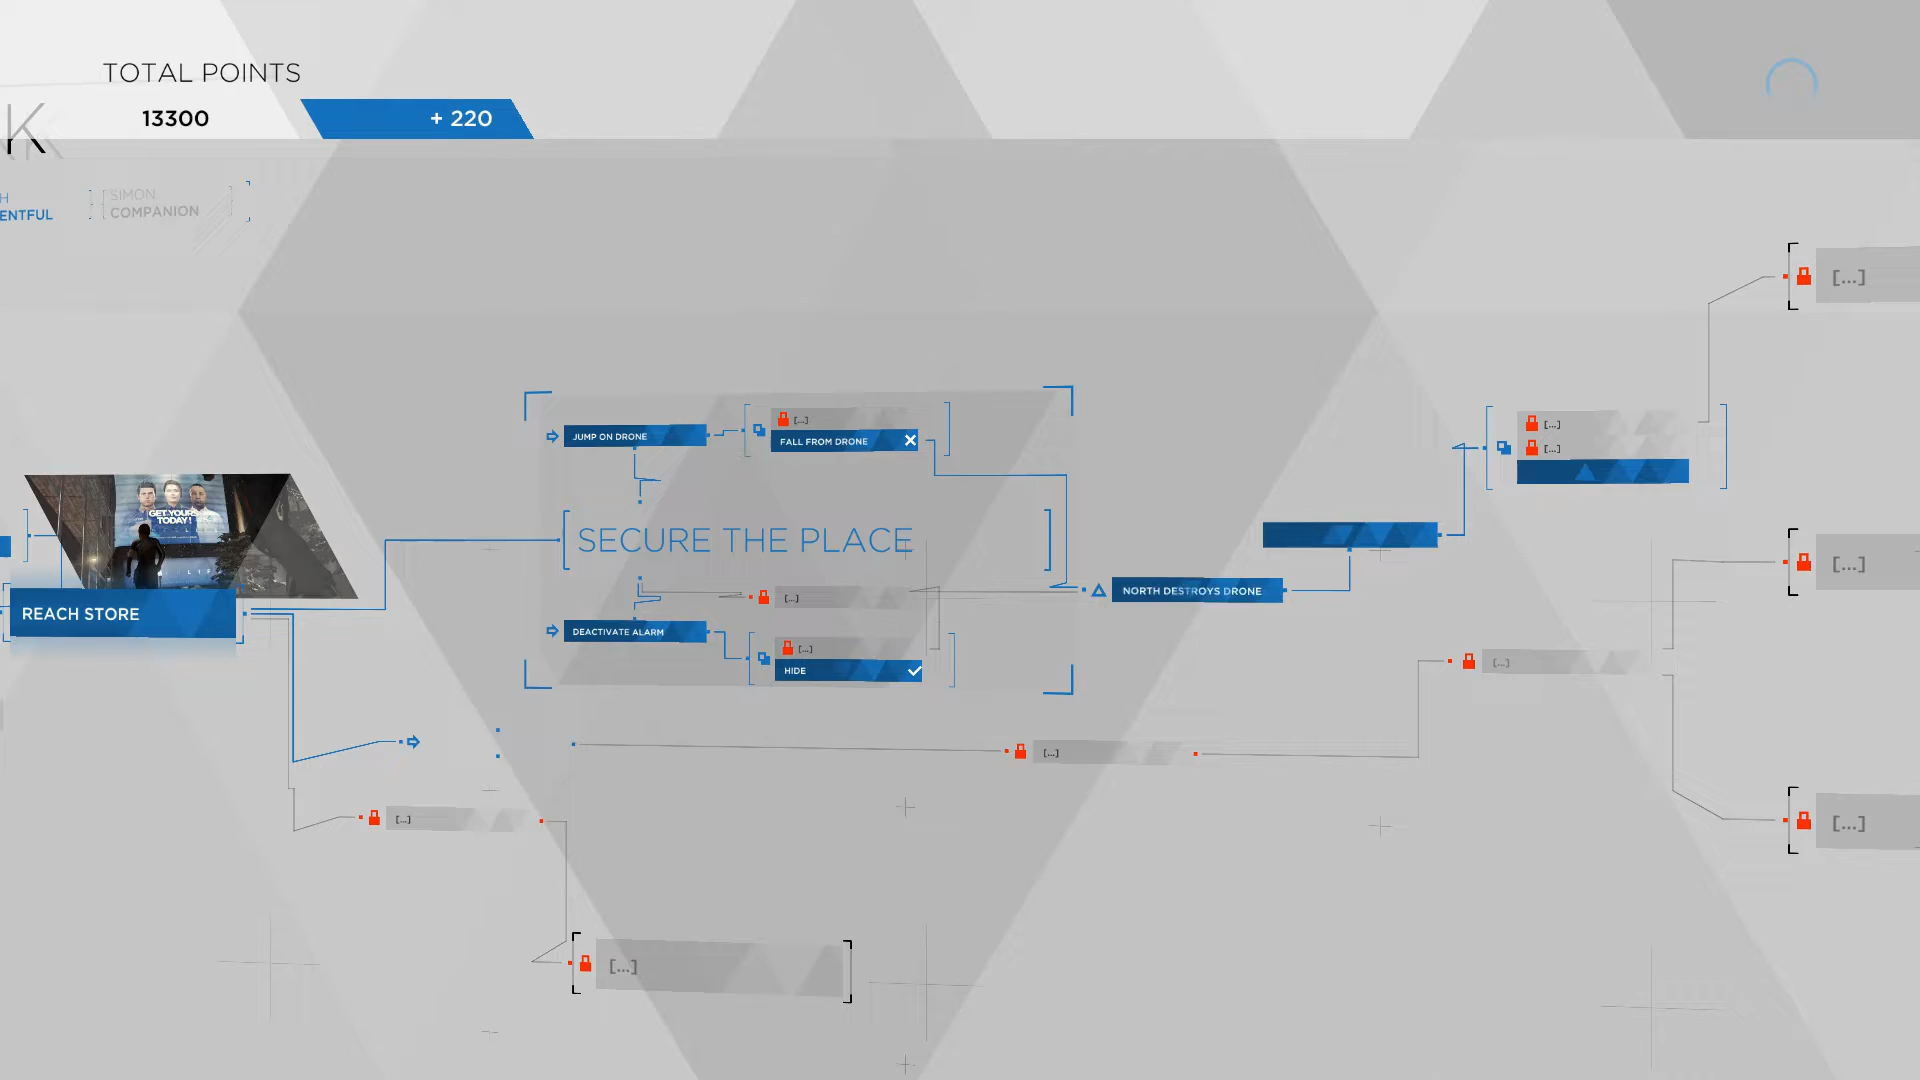 TOTAL POINTS
13300
+ 220
K
H
ENTFUL
SIMON
COMPANION
[...]
[...]
JUMP ON DRONE
FALL FROM DRONE
[...]
[...]
GET YOURS
TODAY!
SECURE THE PLACE
[...]
REACH STORE
[...]
NORTH DESTROYS DRONE
DEACTIVATE ALARM
[...]
HIDE
[...]
[...]
[...]
[...]
[...]